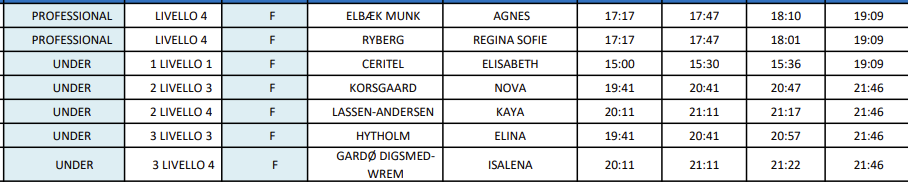 PROFESSIONAL LIVELLO 4 F ELBÆK MUNK AGNES 17:17 17:47 18:10 19:09
PROFESSIONAL LIVELLO 4 F RYBERG REGINA SOFIE 17:17 17:47 18:01 19:09
UNDER 1 LIVELLO 1 F CERITEL ELISABETH 15:00 15:30 15:36 19:09
UNDER 2 LIVELLO 3 F KORSGAARD NOVA 19:41 20:41 20:47 21:46
UNDER 2 LIVELLO 4 F LASSEN-ANDERSEN KAYA 20:11 21:11 21:17 21:46
UNDER 3 LIVELLO 3 F HYTHOLM ELINA 19:41 20:41 20:57 21:46
UNDER 3 LIVELLO 4 F GARDØ DIGSMED-
WREM ISALENA 20:11 21:11 21:22 21:46